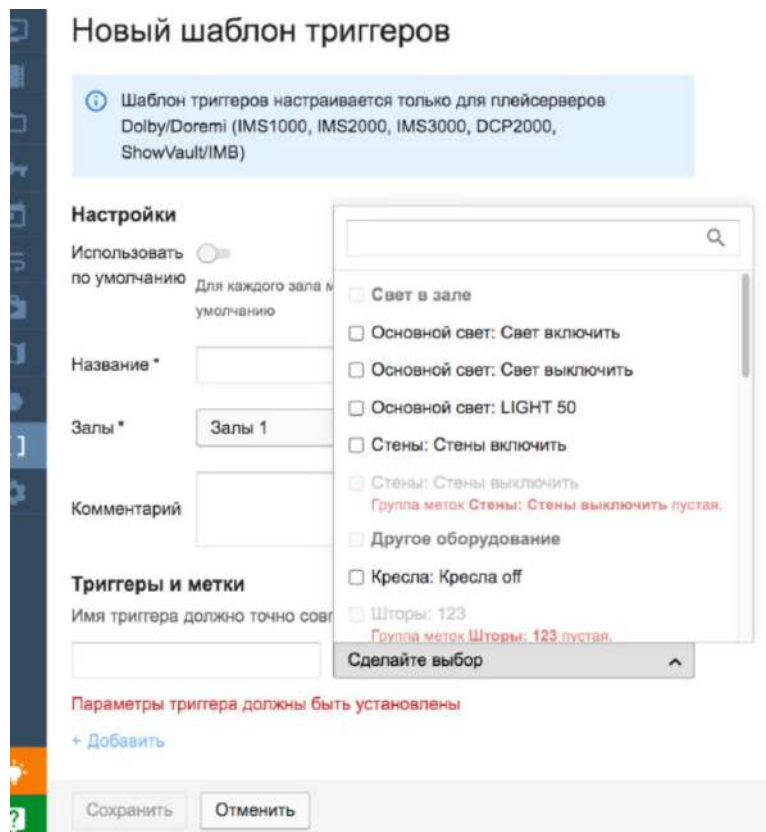 Новый шаблон триггеров
Шаблон триггеров настраивается только для плейсерверов
Dolby/Doremi (IMS1000, IMS2000, IMS3000, DCP2000,
ShowVault/IMB)
Настройки
Использовать
по умолчанию
Для каждого зала м
умолчанию
Название *
Залы *
Залы 1
Комментарий
Свет в зале
Основной свет: Свет включить
Основной свет: Свет выключить
Основной свет: LIGHT 50
Стены: Стены включить
Стены: Стены выключить
Группа меток Стены: Стены выключить пустая.
Другое оборудование
Кресла: Кресла off
Шторы: 123
Группа меток Шторы: 123 пустая.
Триггеры и метки
Имя триггера должно точно совп
Сделайте выбор
Параметры триггера должны быть установлены
+ Добавить
Сохранить
Отменить